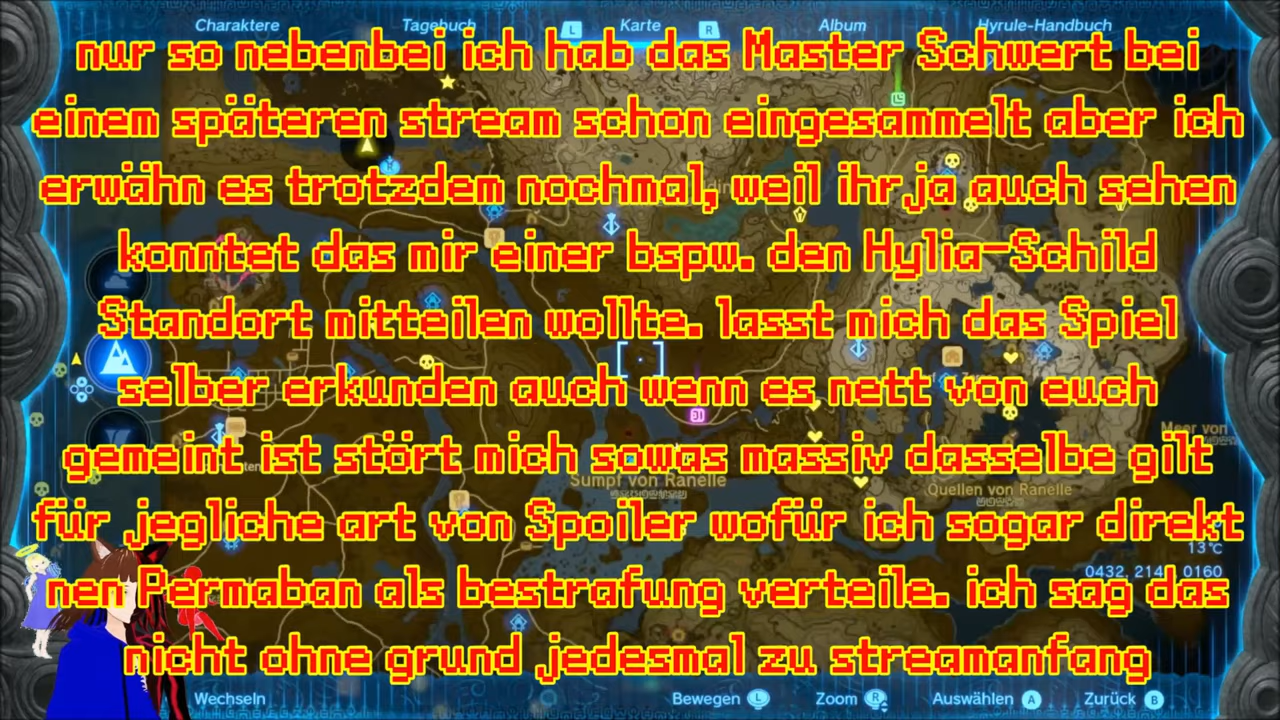 Charaktere Tagebuch L Karte R Album Hyrule-Handbuch
nur so nebenbei ich hab das Master Schwert bei
einem späteren stream schon eingesammelt aber ich
erwähn es trotzdem nochmal, weil ihr ja auch sehen
konntet das mir einer bspw. den Hylia-Schild
Standort mitteilen wollte. lasst mich das Spiel
selber erkunden auch wenn es nett von euch
gemeint ist stört mich sowas massiv dasselbe gilt
Meer von
Sumpf von Ranelle
Quellen von Ranelle
für jegliche art von Spoiler wofür ich sogar direkt
13°C
0432, 214 0160
nen Permaban als bestrafung verteile. ich sag das
nicht ohne grund jedesmal zu streamanfang
Wechseln Bewegen L Zoom R Auswählen A Zurück B